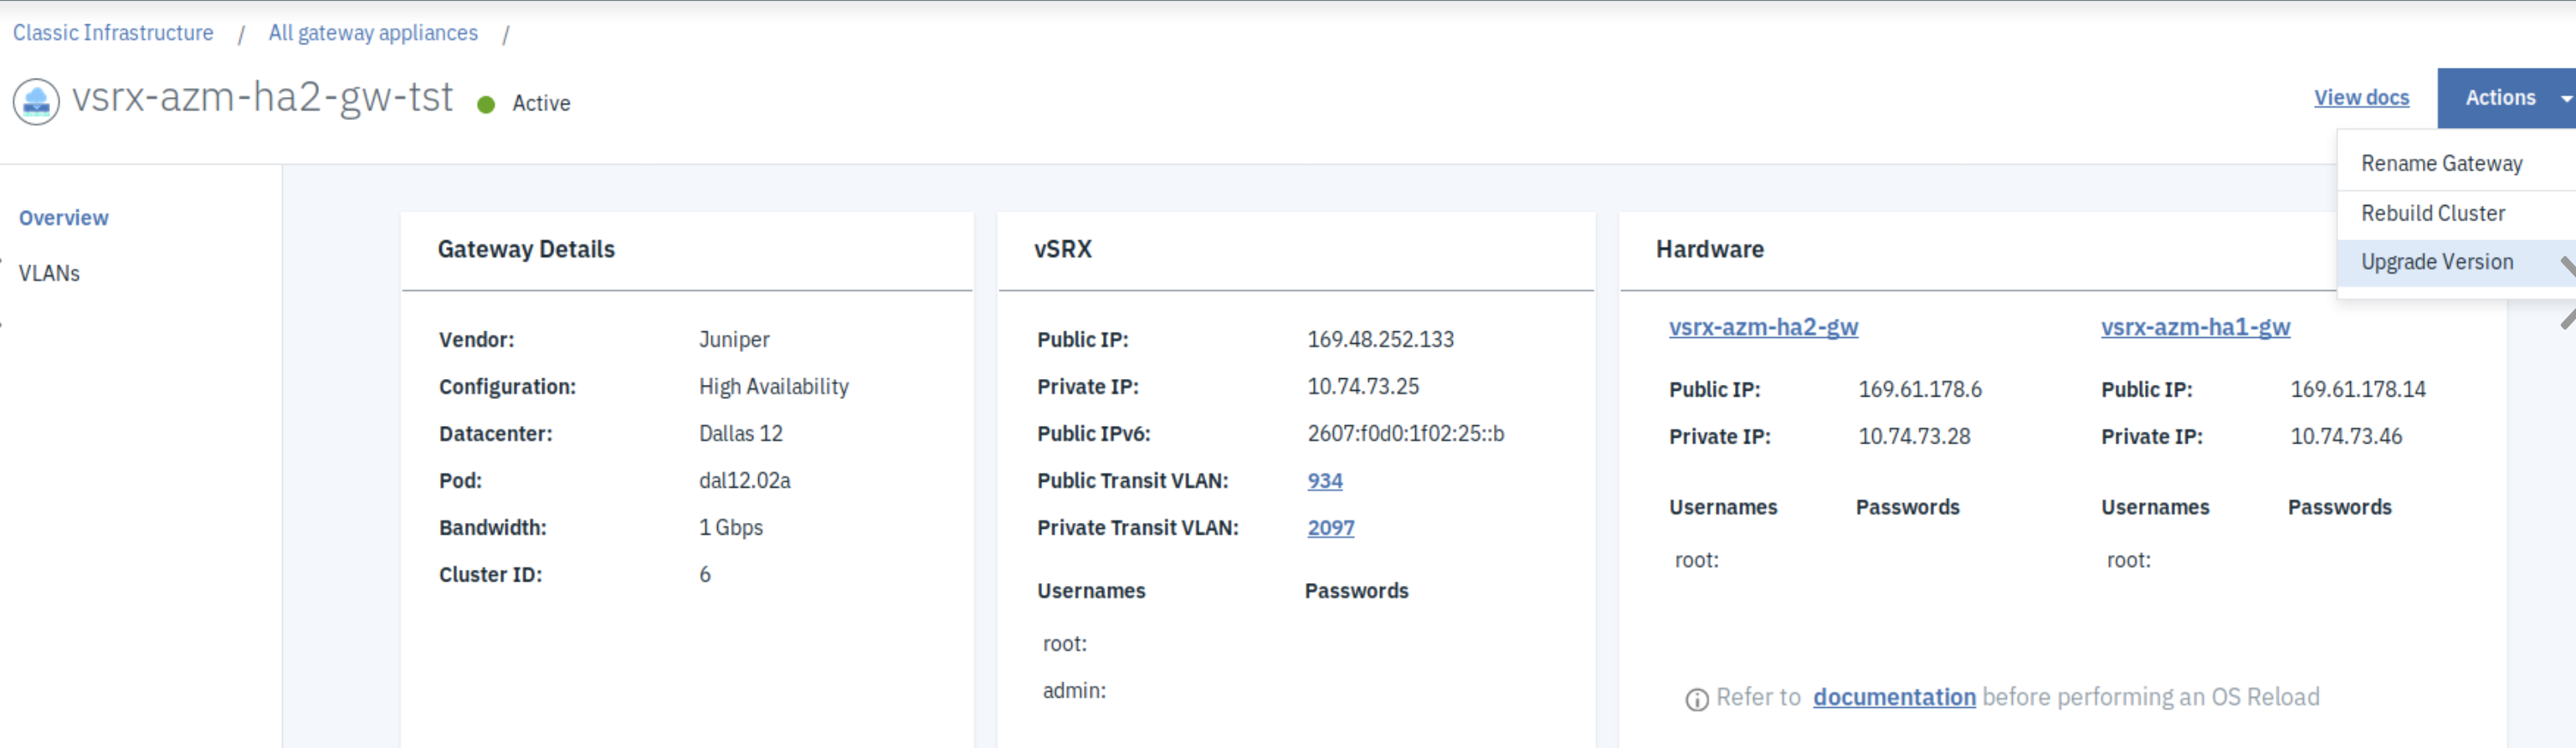 Classic Infrastructure / All gateway appliances /
vsrx-azm-ha2-gw-tst Active
View docs
Actions
Rename Gateway
Rebuild Cluster
Upgrade Version
Overview
VLANs
Gateway Details
Vendor: Juniper
Configuration: High Availability
Datacenter: Dallas 12
Pod: dal12.02a
Bandwidth: 1 Gbps
Cluster ID: 6
vSRX
Public IP: 169.48.252.133
Private IP: 10.74.73.25
Public IPv6: 2607:f0d0:1f02:25::b
Public Transit VLAN: 934
Private Transit VLAN: 2097
Usernames Passwords
root:
admin:
Hardware
vsrx-azm-ha2-gw
Public IP: 169.61.178.6
Private IP: 10.74.73.28
Usernames Passwords
root:
vsrx-azm-ha1-gw
Public IP: 169.61.178.14
Private IP: 10.74.73.46
Usernames Passwords
root:
Refer to documentation before performing an OS Reload